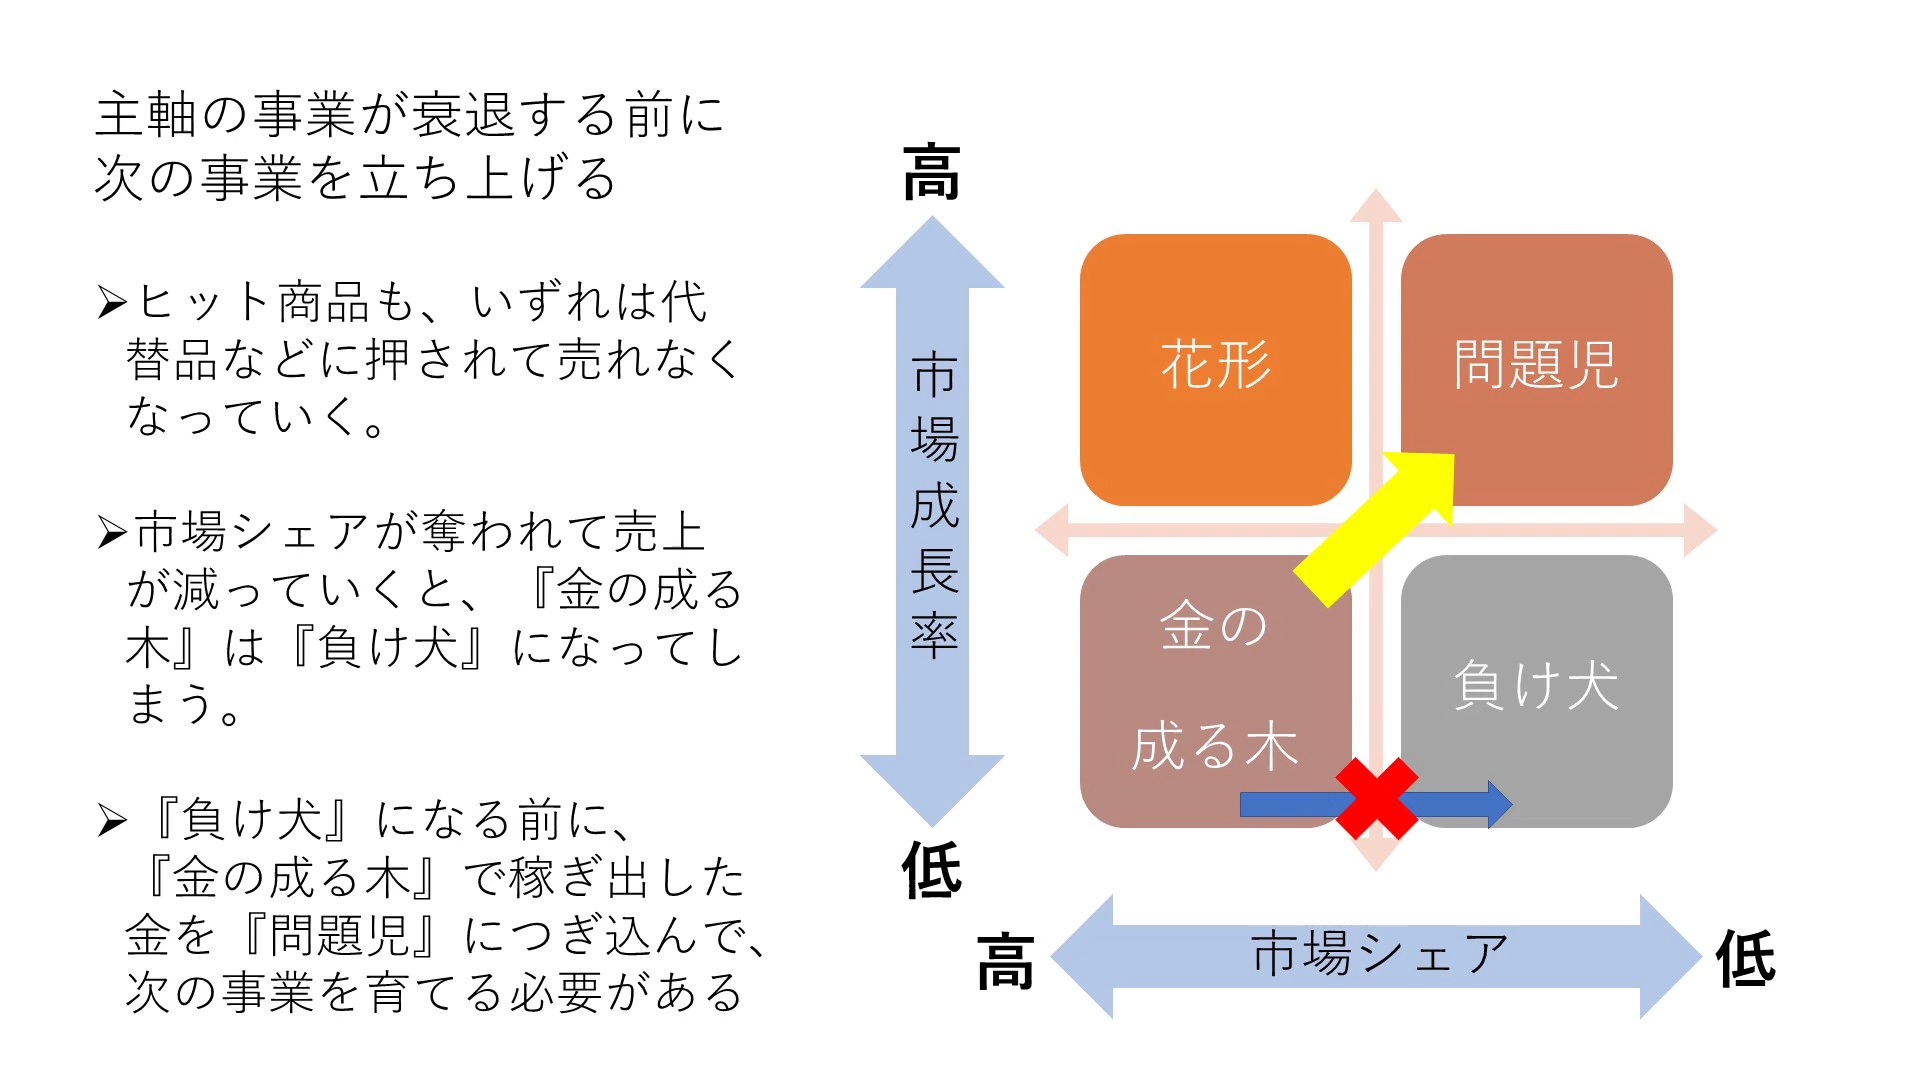 主軸の事業が衰退する前に
次の事業を立ち上げる
➢ヒット商品も、いずれは代
替品などに押されて売れなく
なっていく。
➢市場シェアが奪われて売上
が減っていくと、『金の成る
木』は『負け犬』になってし
まう。
➢『負け犬』になる前に、
『金の成る木』で稼ぎ出した
金を『問題児』につぎ込んで、
次の事業を育てる必要がある
高
市場成長率
低
花形
問題児
金の
成る木
負け犬
高
市場シェア
低